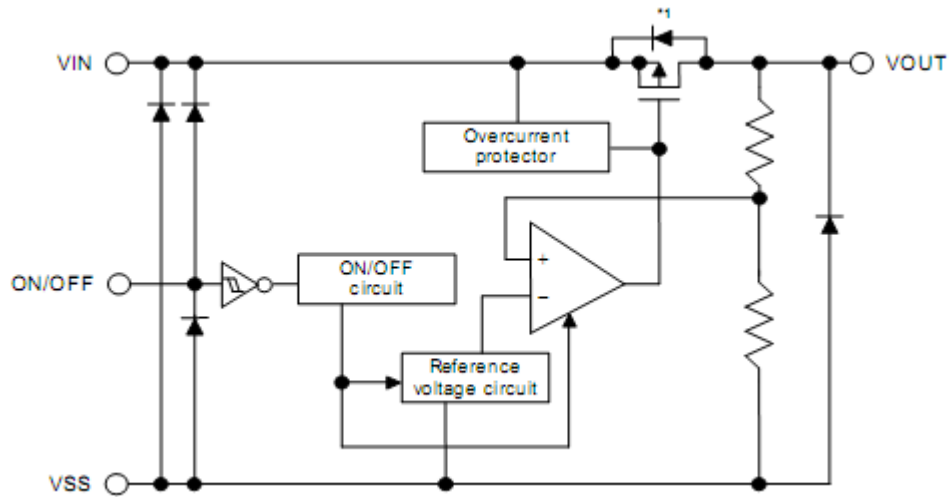 *1
VIN
VOUT
Overcurrent
protector
ON/OFF
ON/OFF
circuit
+
−
Reference
voltage circuit
VSS